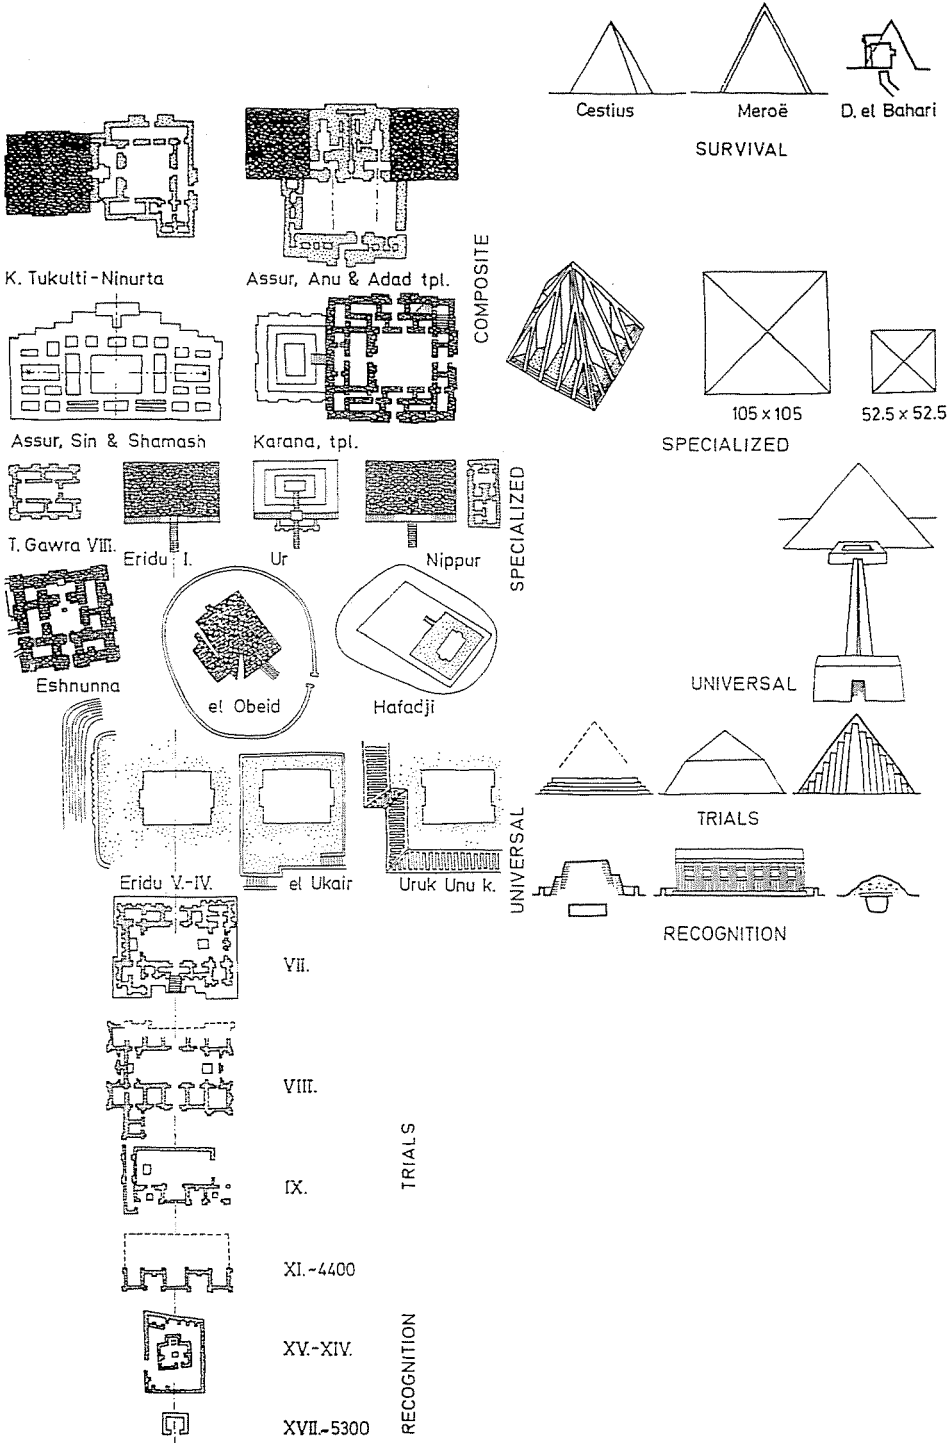 Cestius
Meroë
D. el Bahari
SURVIVAL
K. Tukulti-Ninurta
Assur, Anu & Adad tpl.
COMPOSITE
Assur, Sin & Shamash
Karana, tpl.
105 x 105
52.5 x 52.5
SPECIALIZED
T. Gawra VIII.
Eridu I.
Ur
Nippur
SPECIALIZED
Eshnunna
el Obeid
Hafadji
UNIVERSAL
Eridu V.-IV.
el Ukair
Uruk Unu k.
UNIVERSAL
TRIALS
RECOGNITION
VII.
VIII.
IX.
TRIALS
XI.~4400
XV.-XIV.
XVII.~5300
RECOGNITION